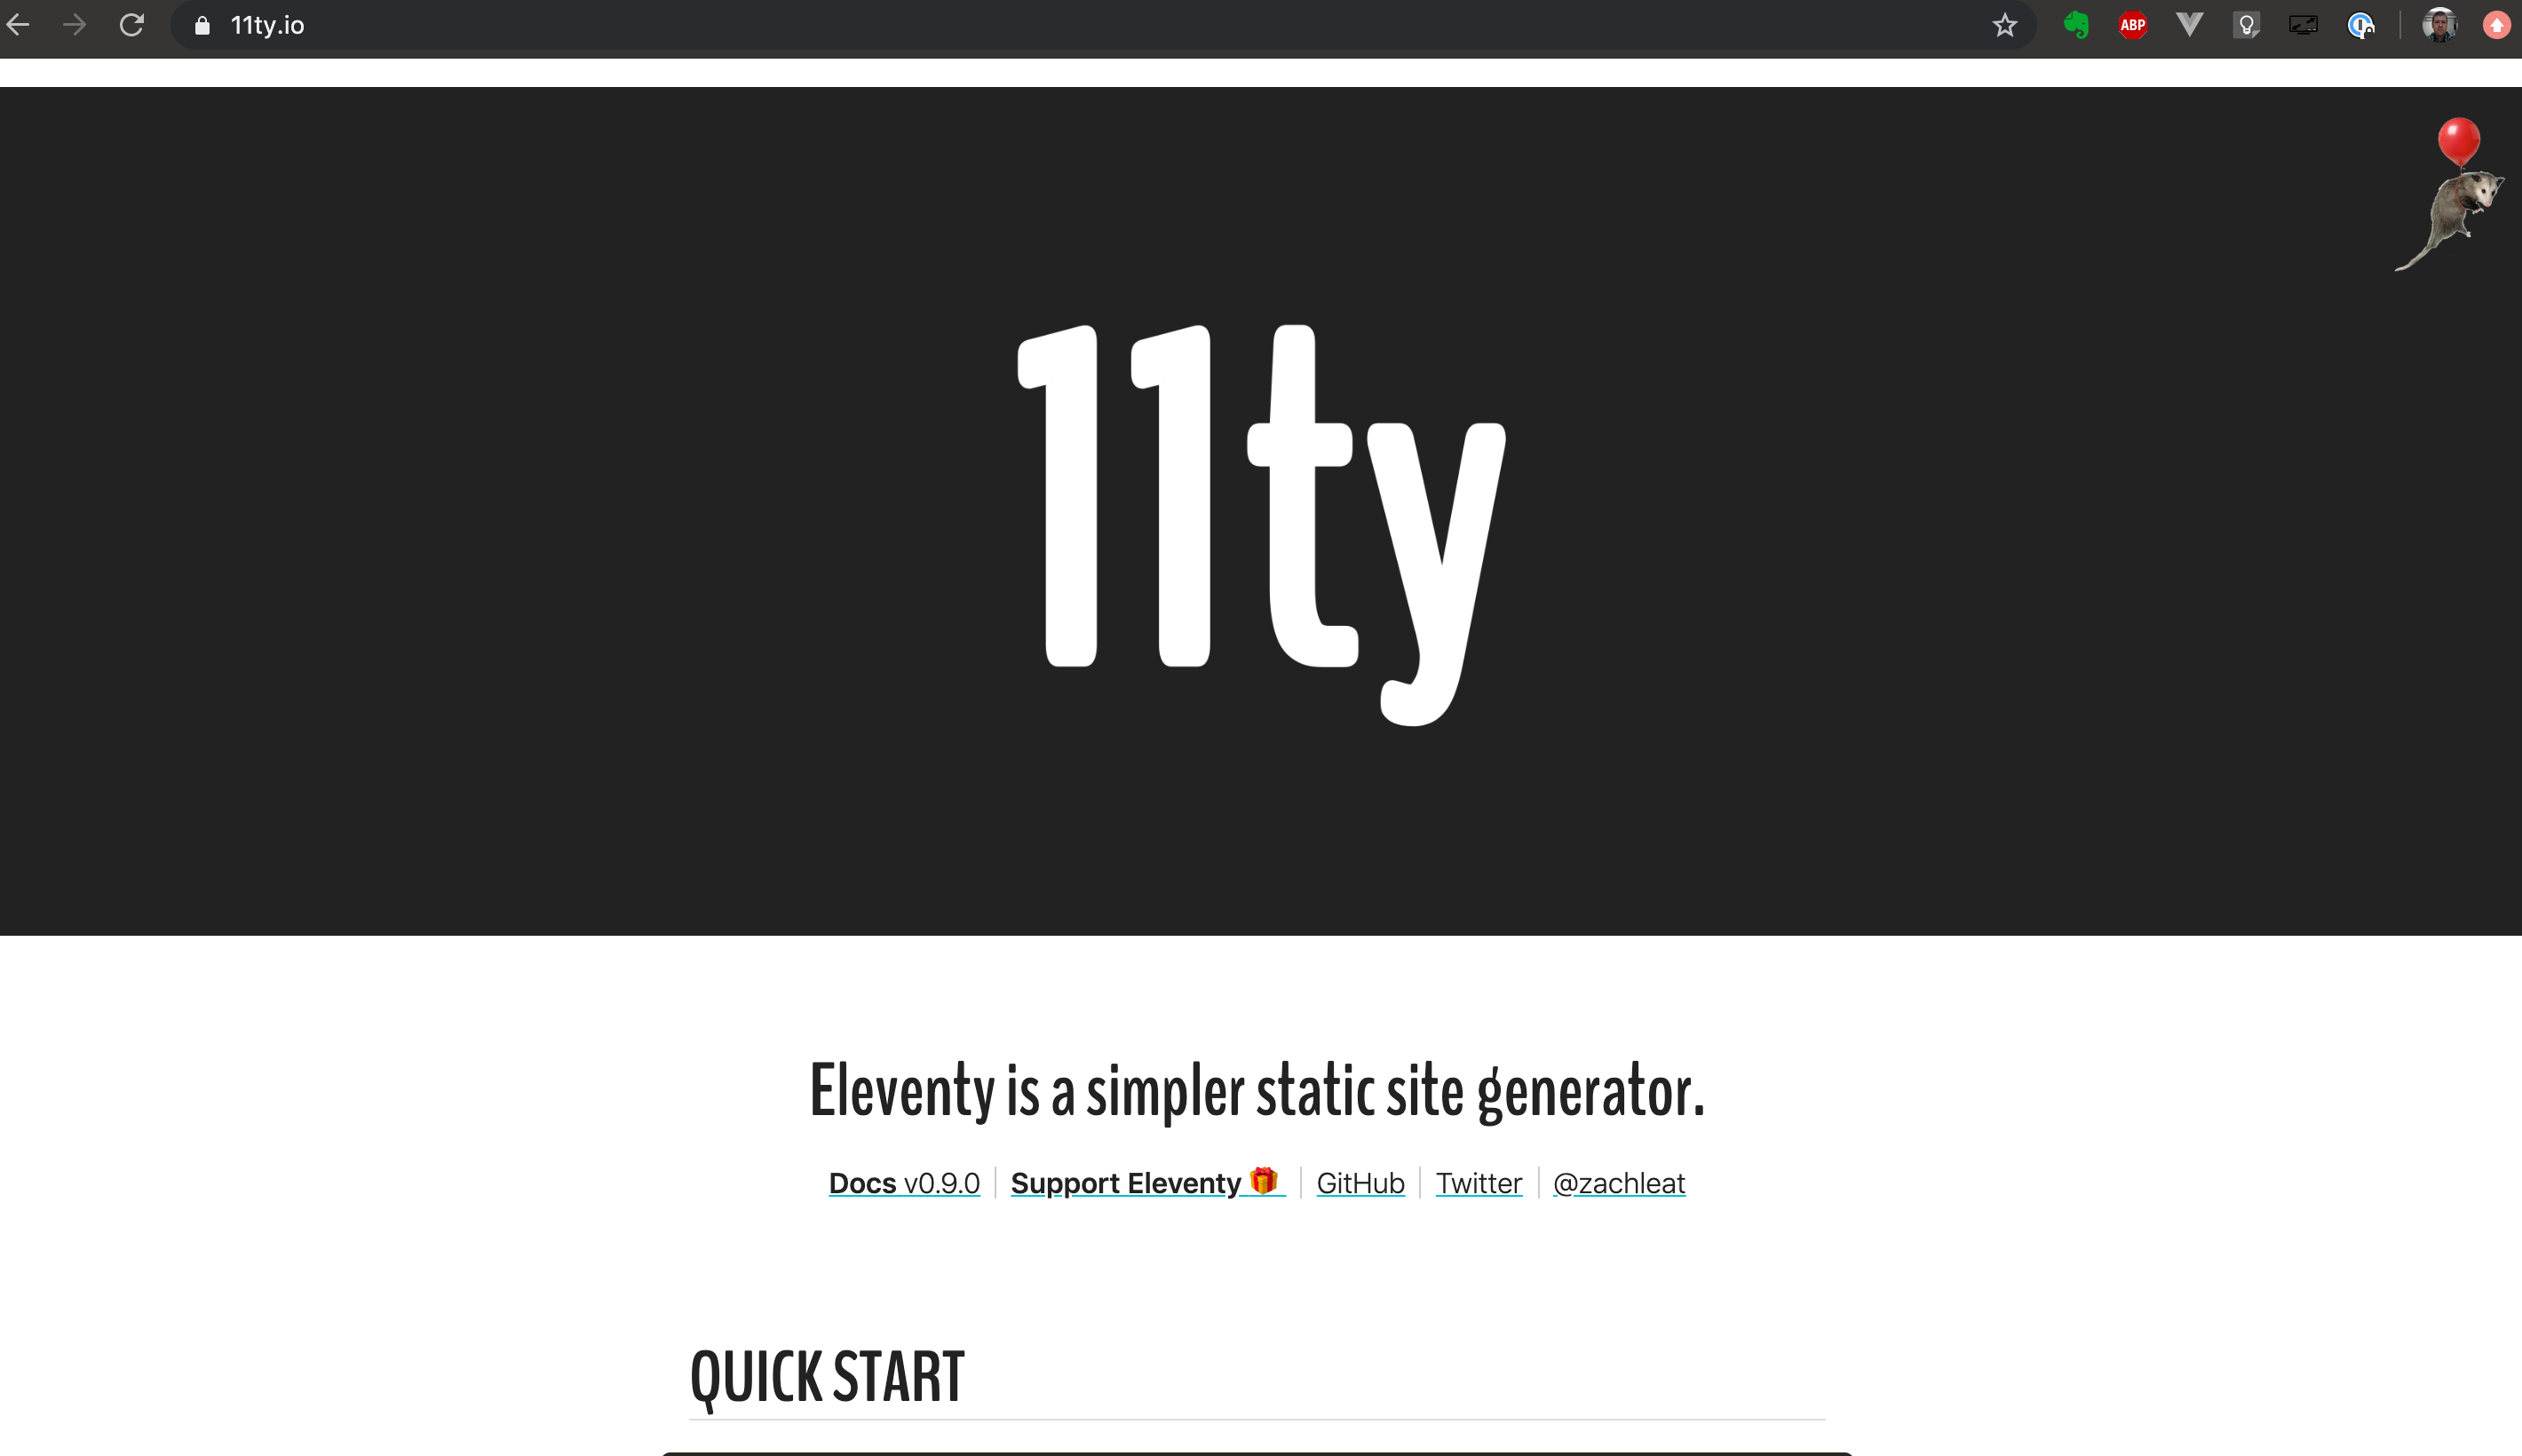 11ty.io
ABP
11ty
Eleventy is a simpler static site generator.
Docs v0.9.0 Support Eleventy 🎁 GitHub Twitter @zachleat
QUICK START